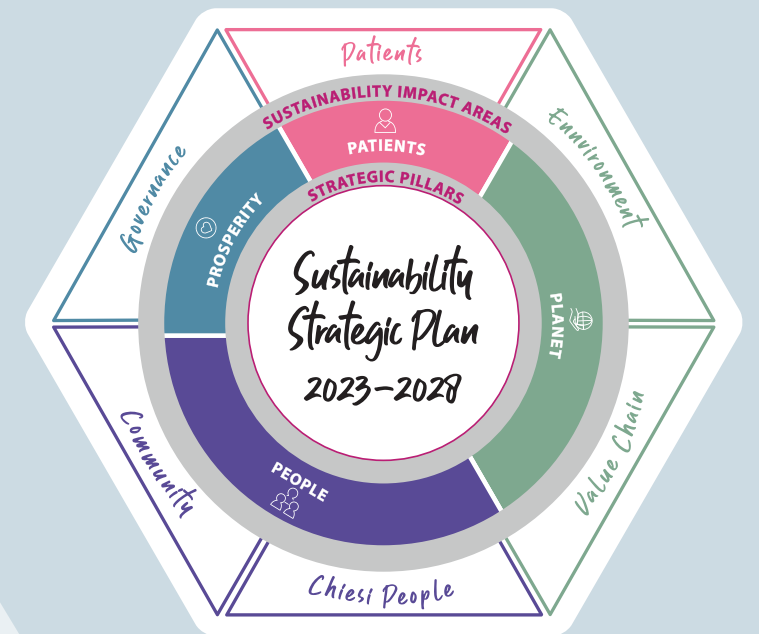 Patients
SUSTAINABILITY IMPACT AREAS
PATIENTS
STRATEGIC PILLARS
Governance
PROSPERITY
Ennvironment
PLANET
Sustainability
Strategic Plan
2023–2028
Community
PEOPLE
Value Chain
Chiesi People